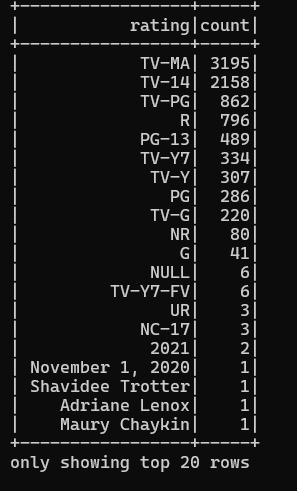 +-----------------+-----+
|           rating|count|
+-----------------+-----+
|            TV-MA| 3195|
|            TV-14| 2158|
|            TV-PG|  862|
|                R|  796|
|            PG-13|  489|
|            TV-Y7|  334|
|             TV-Y|  307|
|               PG|  286|
|             TV-G|  220|
|               NR|   80|
|                G|   41|
|             NULL|    6|
|         TV-Y7-FV|    6|
|               UR|    3|
|            NC-17|    3|
|             2021|    2|
| November 1, 2020|    1|
| Shavidee Trotter|    1|
|    Adriane Lenox|    1|
|    Maury Chaykin|    1|
+-----------------+-----+
only showing top 20 rows